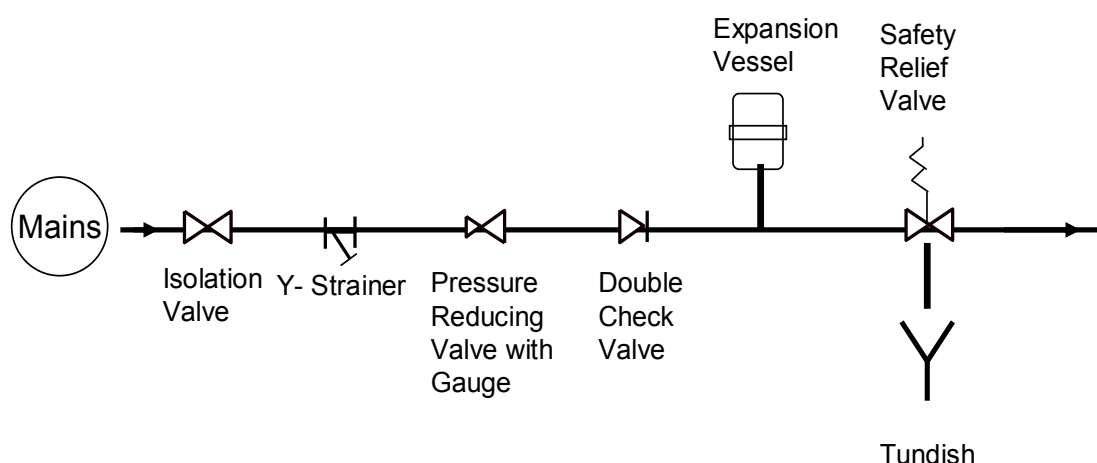 Expansion
Vessel
Safety
Relief
Valve
Mains
Isolation
Valve
Y- Strainer
Pressure
Reducing
Valve with
Gauge
Double
Check
Valve
Tundish